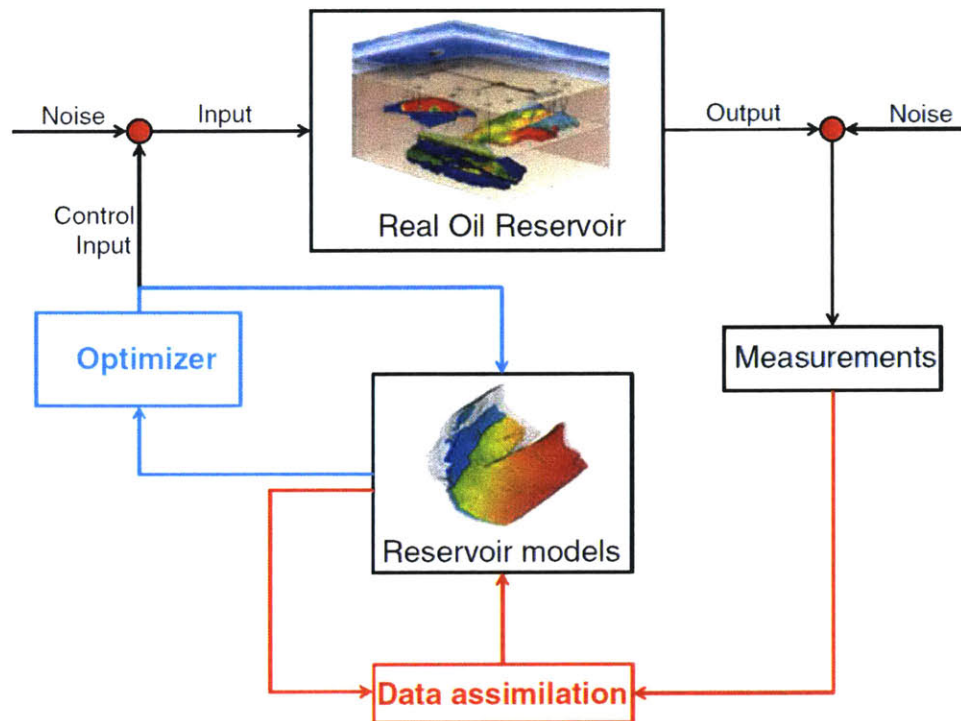 Noise
Input
Output
Noise
Real Oil Reservoir
Control
Input
Optimizer
Measurements
Reservoir models
Data assimilation